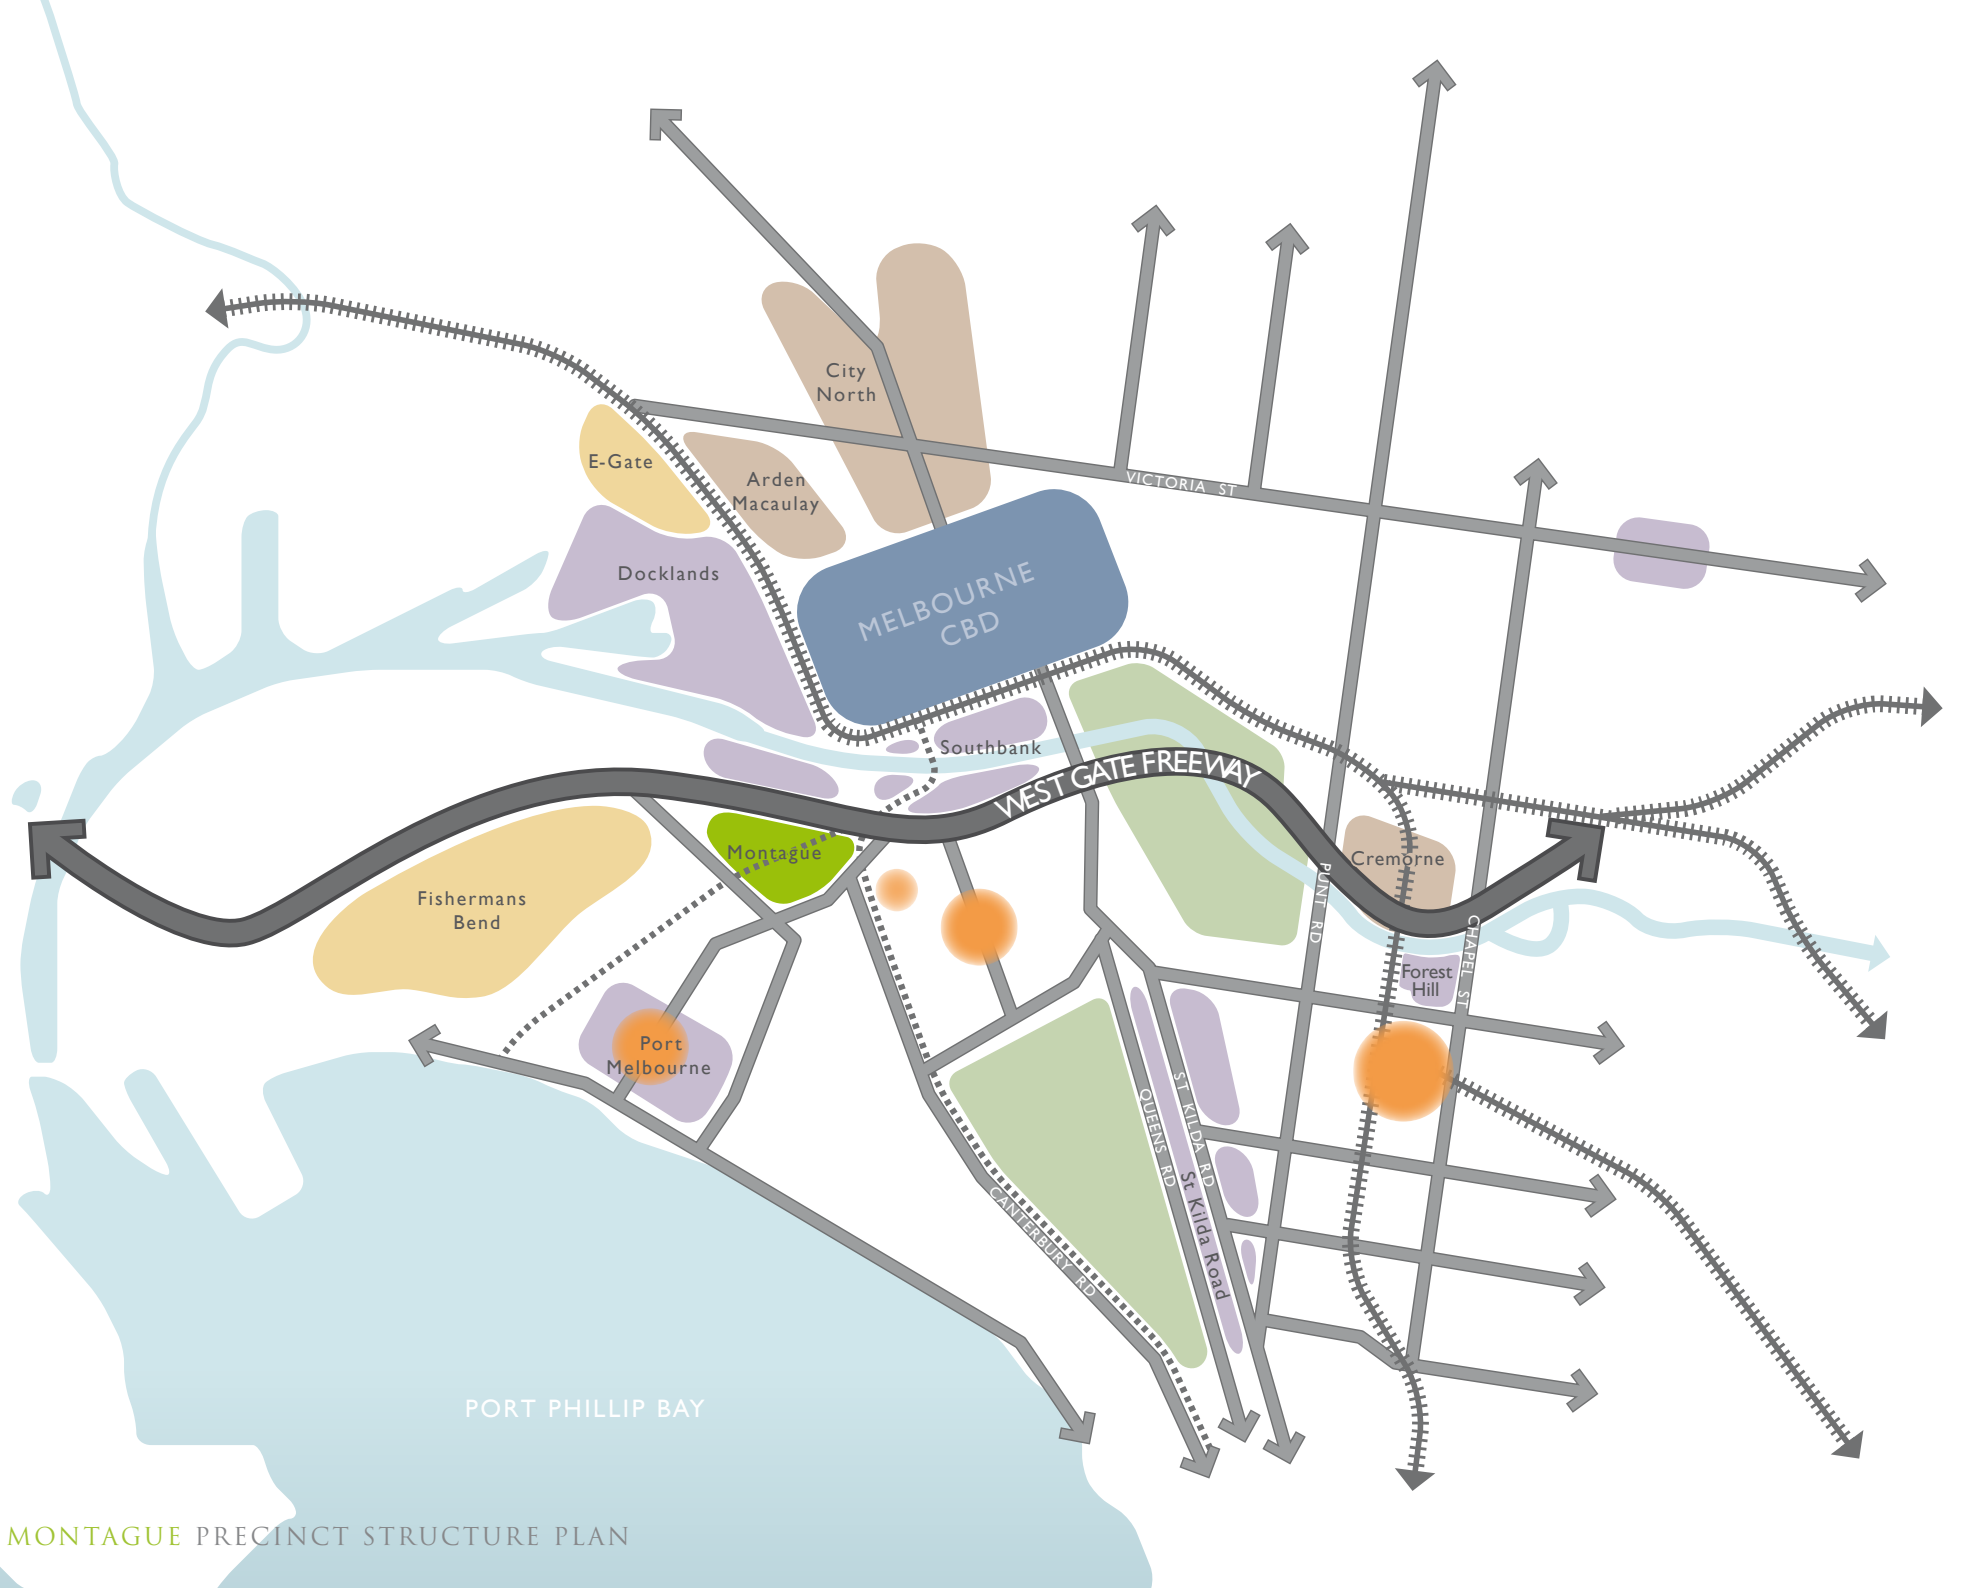 City
North
E-Gate
Arden
Macaulay
VICTORIA ST
Docklands
MELBOURNE
CBD
Southbank
WEST GATE FREEWAY
Montague
Cremorne
Fishermans
Bend
PUNT RD
CHAPEL ST
Forest
Hill
Port
Melbourne
QUEENS RD
ST KILDA RD
St Kilda Road
CANTERBURY RD
PORT PHILLIP BAY
MONTAGUE PRECINCT STRUCTURE PLAN